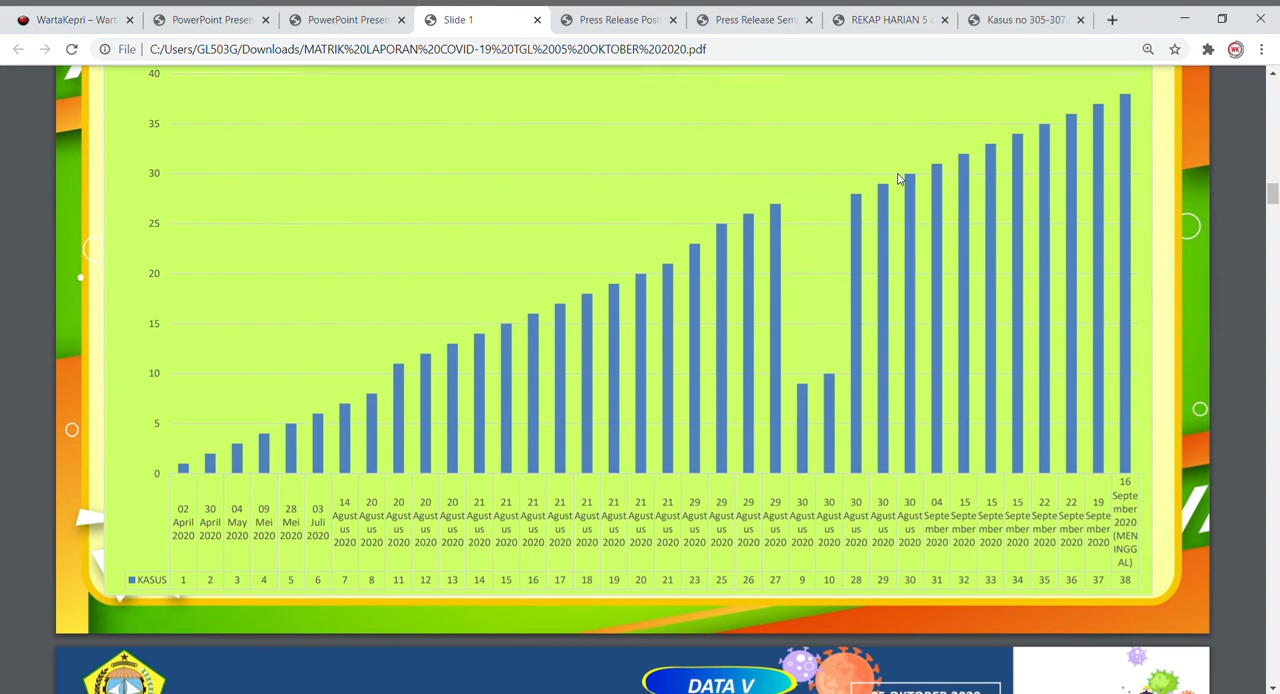 WartaKepri – Wart
PowerPoint Presen
PowerPoint Presen
Slide 1
Press Release Posi
Press Release Sem
REKAP HARIAN 5
Kasus no 305-307.
File
C:/Users/GL503G/Downloads/MATRIK%20LAPORAN%20COVID-19%20TGL%2005%20OKTOBER%202020.pdf
WK
40
35
30
25
20
15
10
5
0
02 April 2020
30 April 2020
04 May 2020
09 Mei 2020
28 Mei 2020
03 Juli 2020
14 Agustus 2020
20 Agustus 2020
20 Agustus 2020
20 Agustus 2020
20 Agustus 2020
21 Agustus 2020
21 Agustus 2020
21 Agustus 2020
21 Agustus 2020
21 Agustus 2020
21 Agustus 2020
21 Agustus 2020
21 Agustus 2020
23 Agustus 2020
29 Agustus 2020
29 Agustus 2020
29 Agustus 2020
30 Agustus 2020
30 Agustus 2020
30 Agustus 2020
30 Agustus 2020
30 Agustus 2020
04 September 2020
15 September 2020
15 September 2020
15 September 2020
22 September 2020
22 September 2020
19 September 2020
16 September 2020 (MENINGGAL)
KASUS 1 2 3 4 5 6 7 8 11 12 13 14 15 16 17 18 19 20 21 23 25 26 27 9 10 28 29 30 31 32 33 34 35 36 37 38
DATA V
OKTOBER 2020